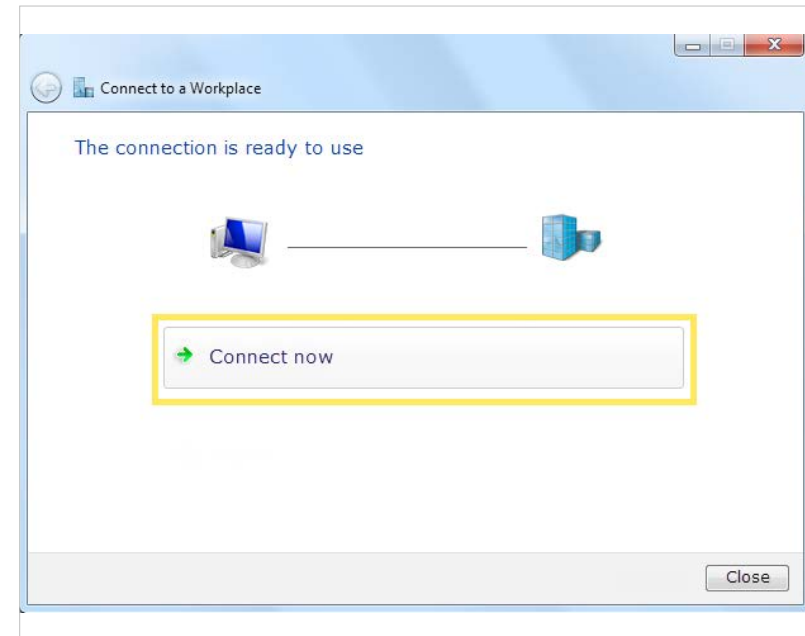 Connect to a Workplace
The connection is ready to use
Connect now
Close